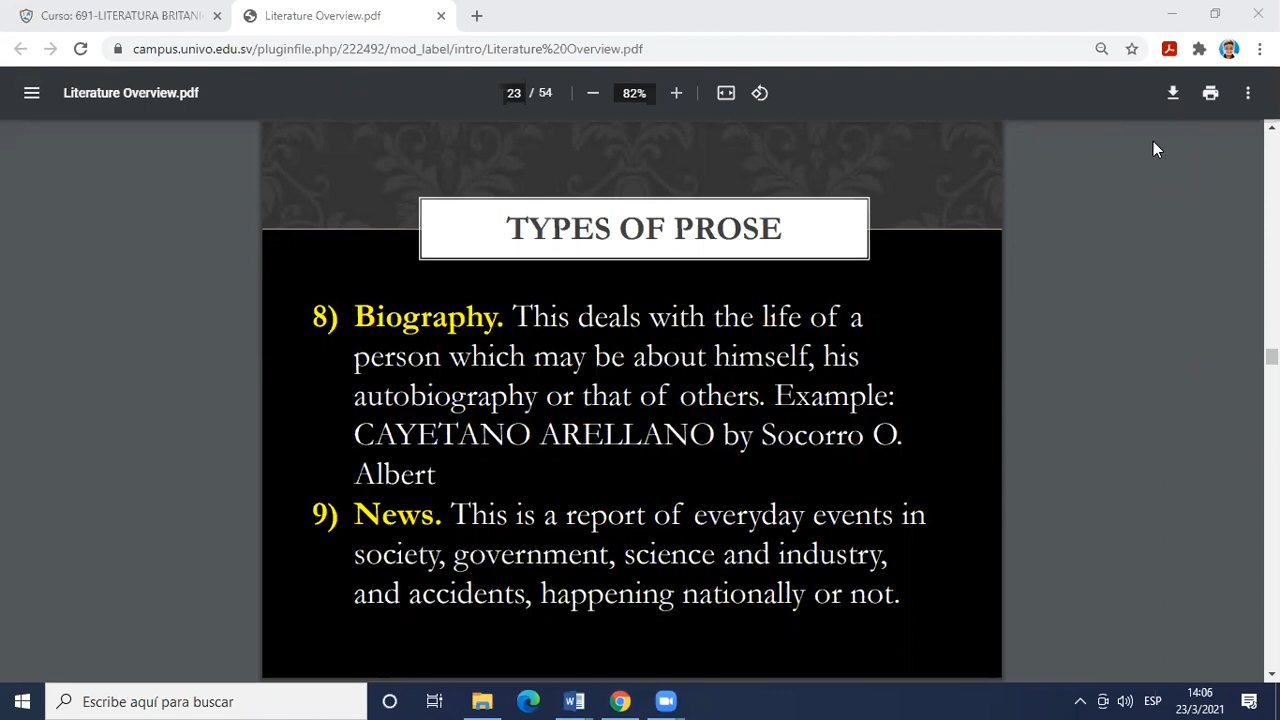 Curso: 691-LITERATURA BRITANI
Literature Overview.pdf
campus.univo.edu.sv/pluginfile.php/222492/mod_label/intro/Literature%20Overview.pdf
Literature Overview.pdf
23 / 54
82%
TYPES OF PROSE
8) Biography. This deals with the life of a
person which may be about himself, his
autobiography or that of others. Example:
CAYETANO ARELLANO by Socorro O.
Albert
9) News. This is a report of everyday events in
society, government, science and industry,
and accidents, happening nationally or not.
Escribe aquí para buscar
ESP
14:06
23/3/2021